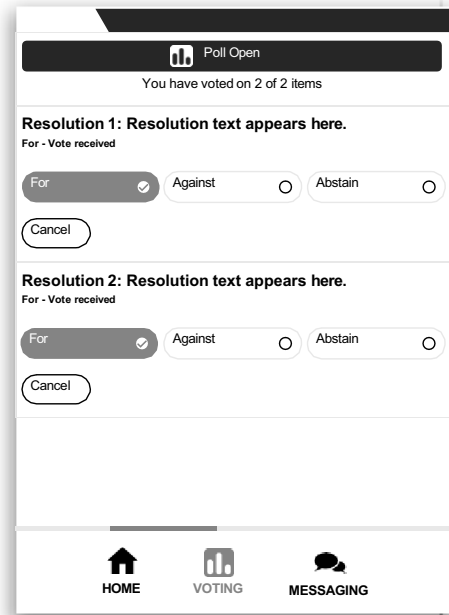 Poll Open
You have voted on 2 of 2 items
Resolution 1: Resolution text appears here.
For - Vote received
For Against Abstain
Cancel
Resolution 2: Resolution text appears here.
For - Vote received
For Against Abstain
Cancel
HOME VOTING MESSAGING